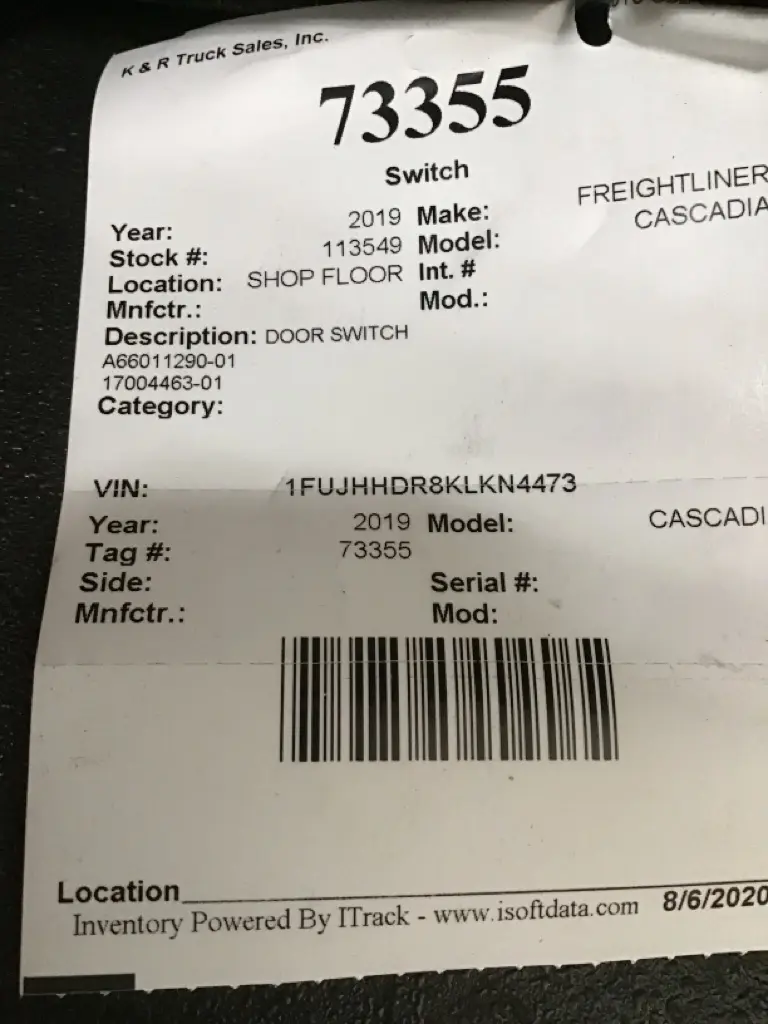 K & R Truck Sales, Inc.
73355
Switch
Year: 2019 Make: FREIGHTLINER
Stock #: 113549 Model: CASCADIA
Location: SHOP FLOOR Int. #
Mnfctr.: Mod.:
Description: DOOR SWITCH
A66011290-01
17004463-01
Category:
VIN: 1FUJHHDR8KLKN4473
Year: 2019 Model: CASCADI
Tag #: 73355
Side: Serial #:
Mnfctr.: Mod:
Location
Inventory Powered By ITrack - www.isoftdata.com 8/6/2020